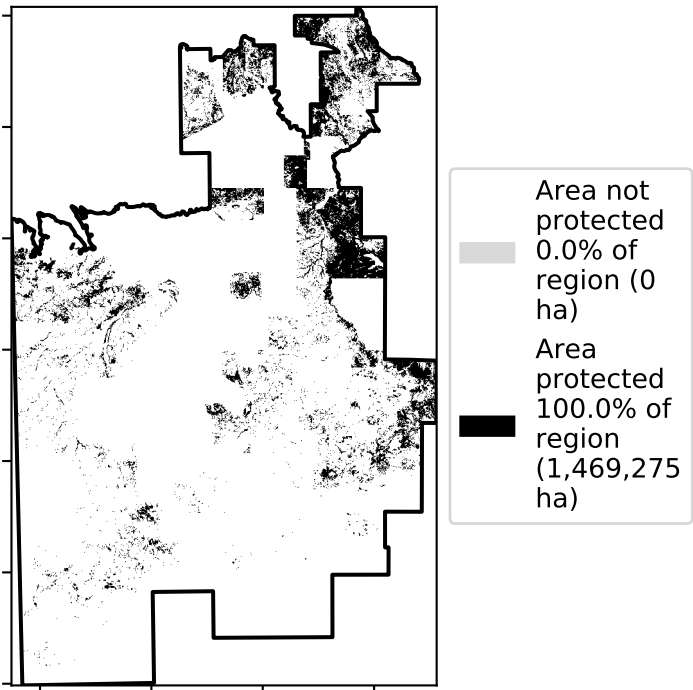 Area not
protected
0.0% of
region (0
ha)
Area
protected
100.0% of
region
(1,469,275
ha)